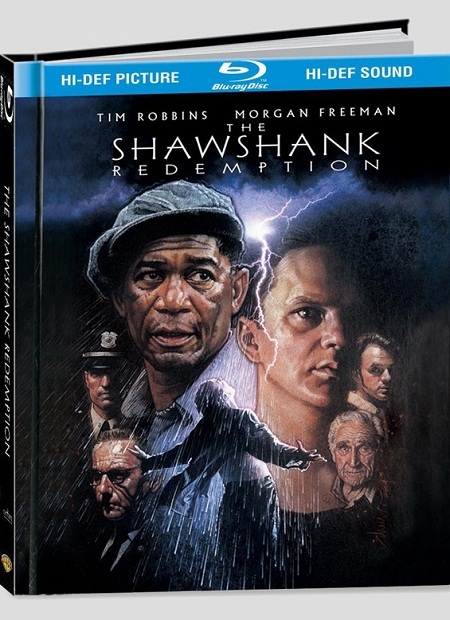 HI-DEF PICTURE
Blu-ray Disc
HI-DEF SOUND
TIM ROBBINS MORGAN FREEMAN
THE
SHAWSHANK
REDEMPTION
THE SHAWSHANK REDEMPTION